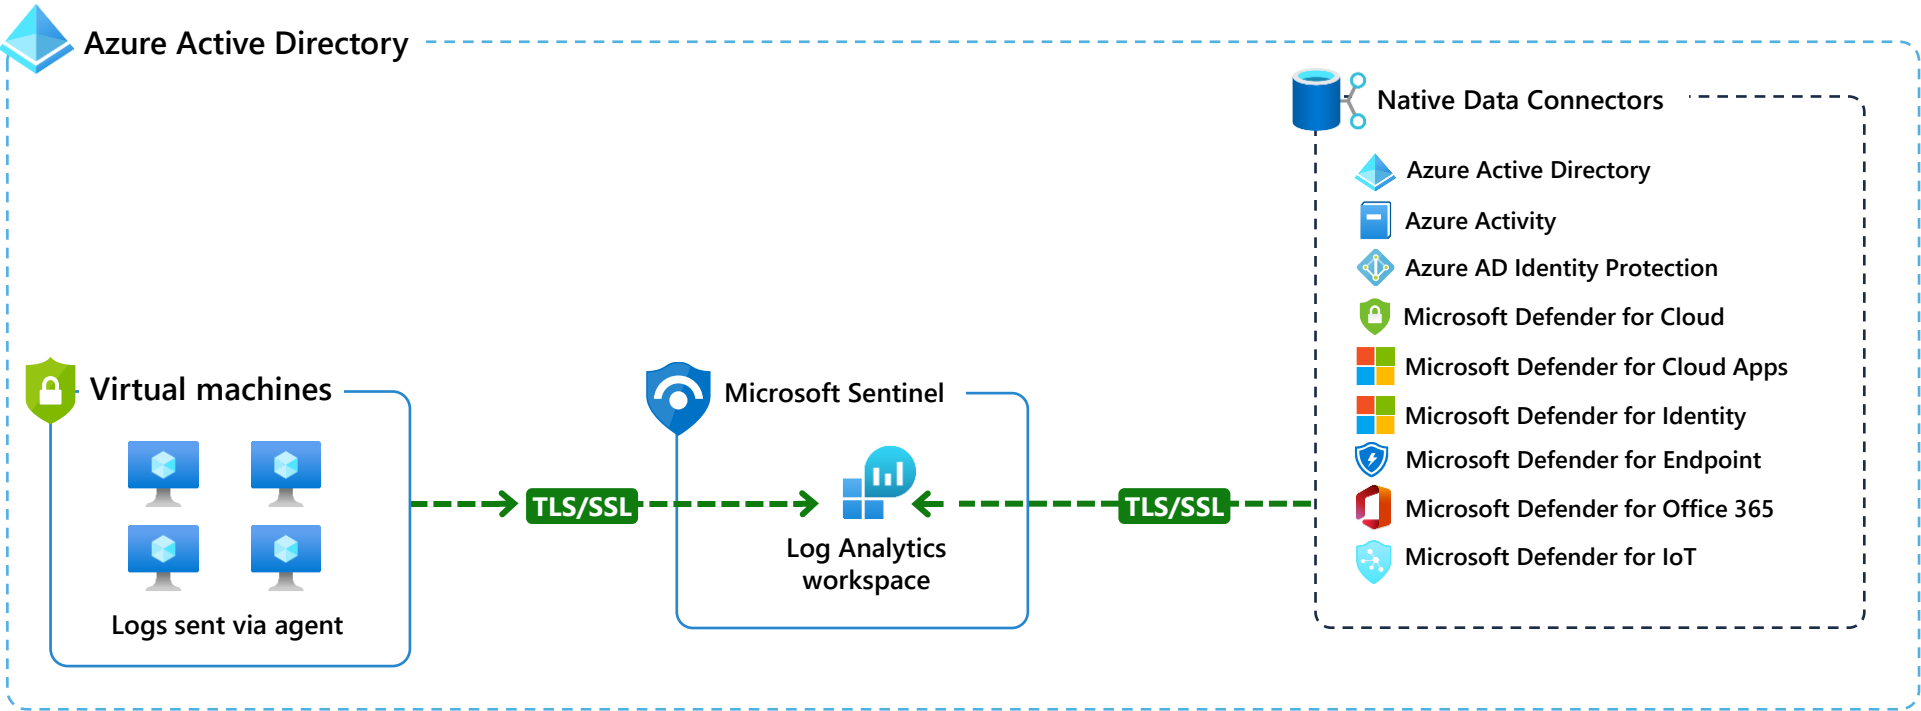 Azure Active Directory
Native Data Connectors
Azure Active Directory
Azure Activity
Azure AD Identity Protection
Microsoft Defender for Cloud
Microsoft Defender for Cloud Apps
Microsoft Defender for Identity
Microsoft Defender for Endpoint
Microsoft Defender for Office 365
Microsoft Defender for IoT
Virtual machines
Logs sent via agent
TLS/SSL
Microsoft Sentinel
Log Analytics
workspace
TLS/SSL